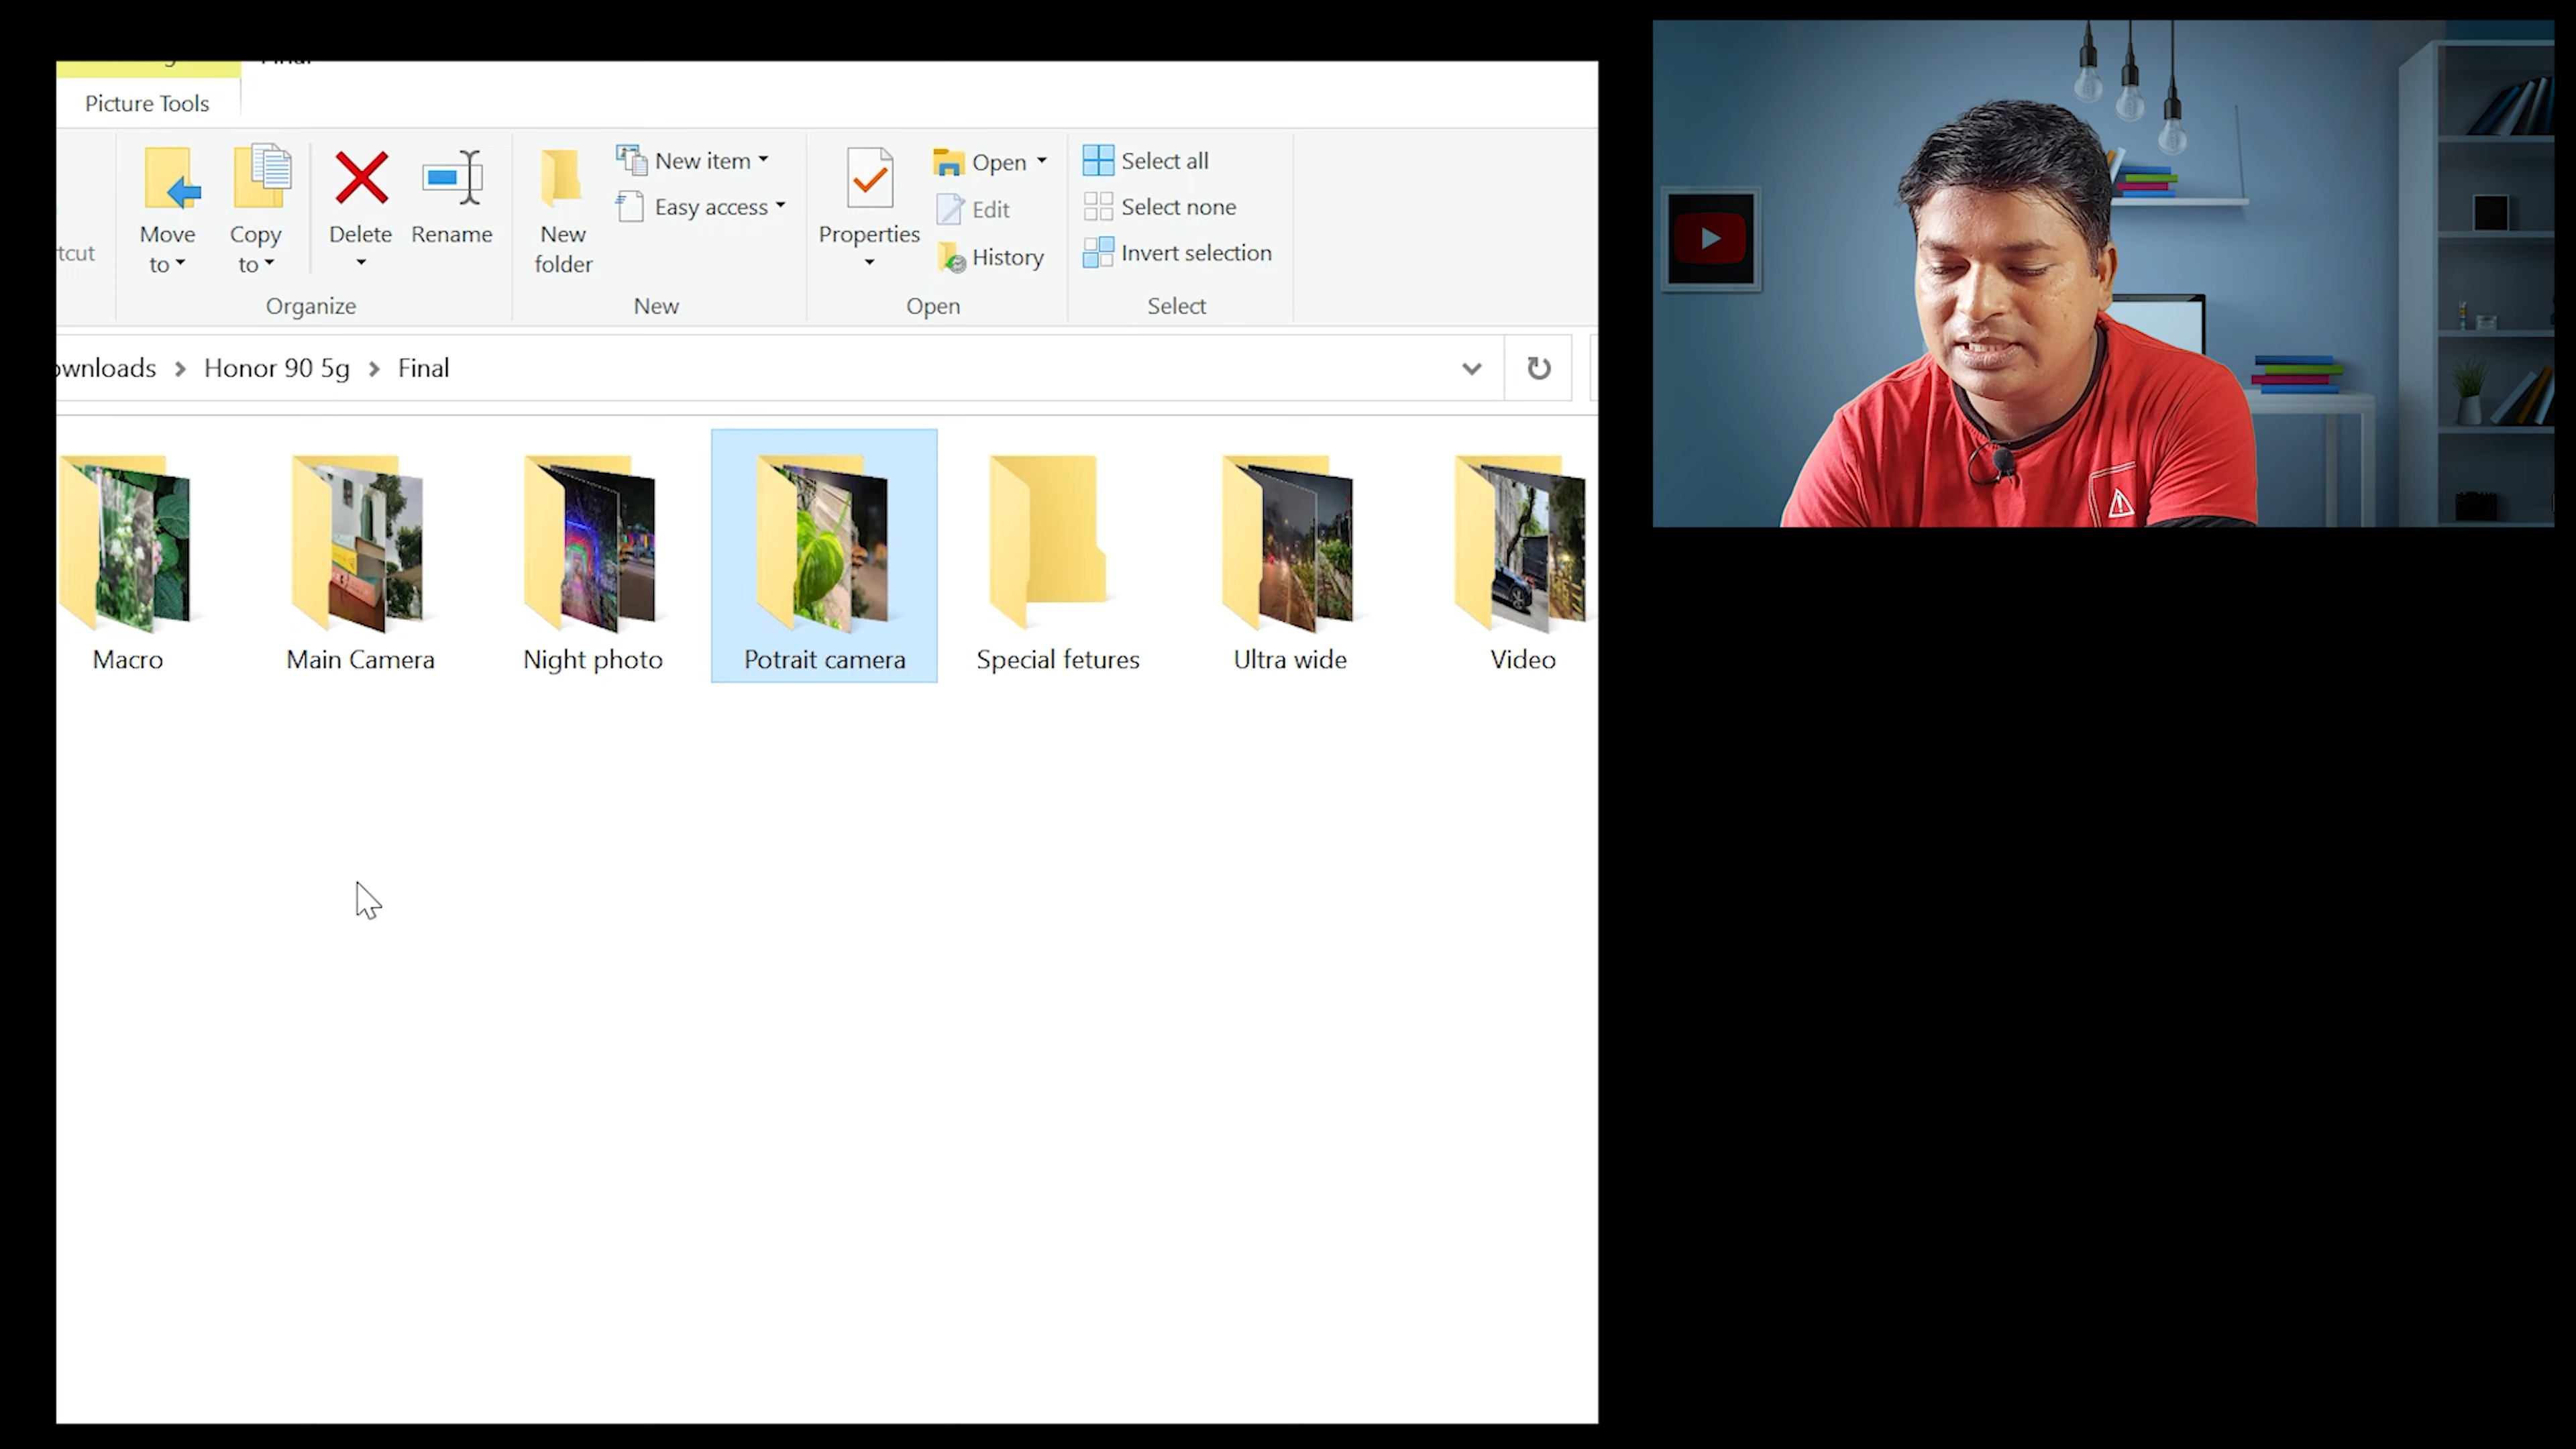 Picture Tools
Move to
Copy to
Delete
Rename
New folder
New item
Easy access
Properties
Open
Edit
History
Select all
Select none
Invert selection
Organize
New
Open
Select
Honor 90 5g
Final
Macro
Main Camera
Night photo
Potrait camera
Special fetures
Ultra wide
Video